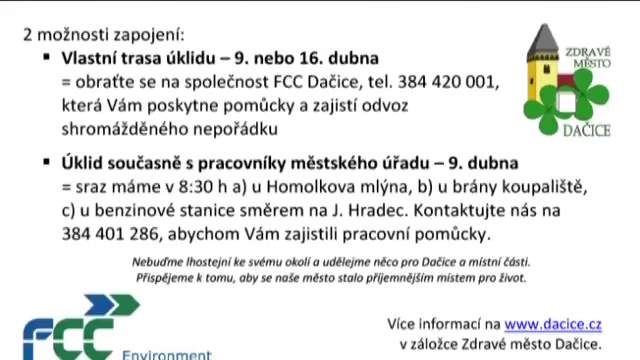 2 možnosti zapojení:
▪ Vlastní trasa úklidu – 9. nebo 16. dubna
= obraťte se na společnost FCC Dačice, tel. 384 420 001,
která Vám poskytne pomůcky a zajistí odvoz
shromážděného nepořádku
ZDRAVÉ
MĚSTO
DAČICE
▪ Úklid současně s pracovníky městského úřadu – 9. dubna
= sraz máme v 8:30 h a) u Homolkova mlýna, b) u brány koupaliště,
c) u benzinové stanice směrem na J. Hradec. Kontaktujte nás na
384 401 286, abychom Vám zajistili pracovní pomůcky.
Nebuďme lhostejní ke svému okolí a udělejme něco pro Dačice a místní části.
Přispějeme k tomu, aby se naše město stalo příjemnějším místem pro život.
FCC
Environment
Více informací na www.dacice.cz
v záložce Zdravé město Dačice.